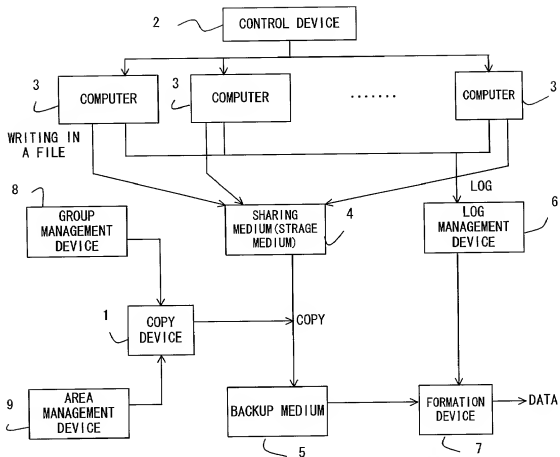 2
CONTROL DEVICE
3
COMPUTER
3
COMPUTER
.......
COMPUTER
3
WRITING IN
A FILE
LOG
8
GROUP
MANAGEMENT
DEVICE
SHARING
MEDIUM(STRAGE
MEDIUM)
4
LOG
MANAGEMENT
DEVICE
6
1
COPY
DEVICE
COPY
9
AREA
MANAGEMENT
DEVICE
BACKUP MEDIUM
5
FORMATION
DEVICE
7
DATA